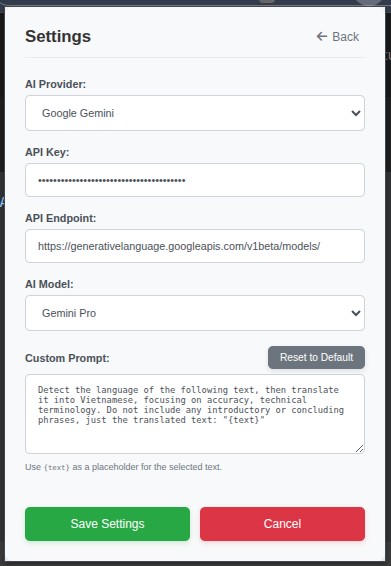 Settings
← Back
AI Provider:
Google Gemini
API Key:
••••••••••••••••••••••••••••••••••••••••
API Endpoint:
https://generativelanguage.googleapis.com/v1beta/models/
AI Model:
Gemini Pro
Custom Prompt:
Reset to Default
Detect the language of the following text, then translate
it into Vietnamese, focusing on accuracy, technical
terminology. Do not include any introductory or concluding
phrases, just the translated text: "{text}"
Use {text} as a placeholder for the selected text.
Save Settings
Cancel